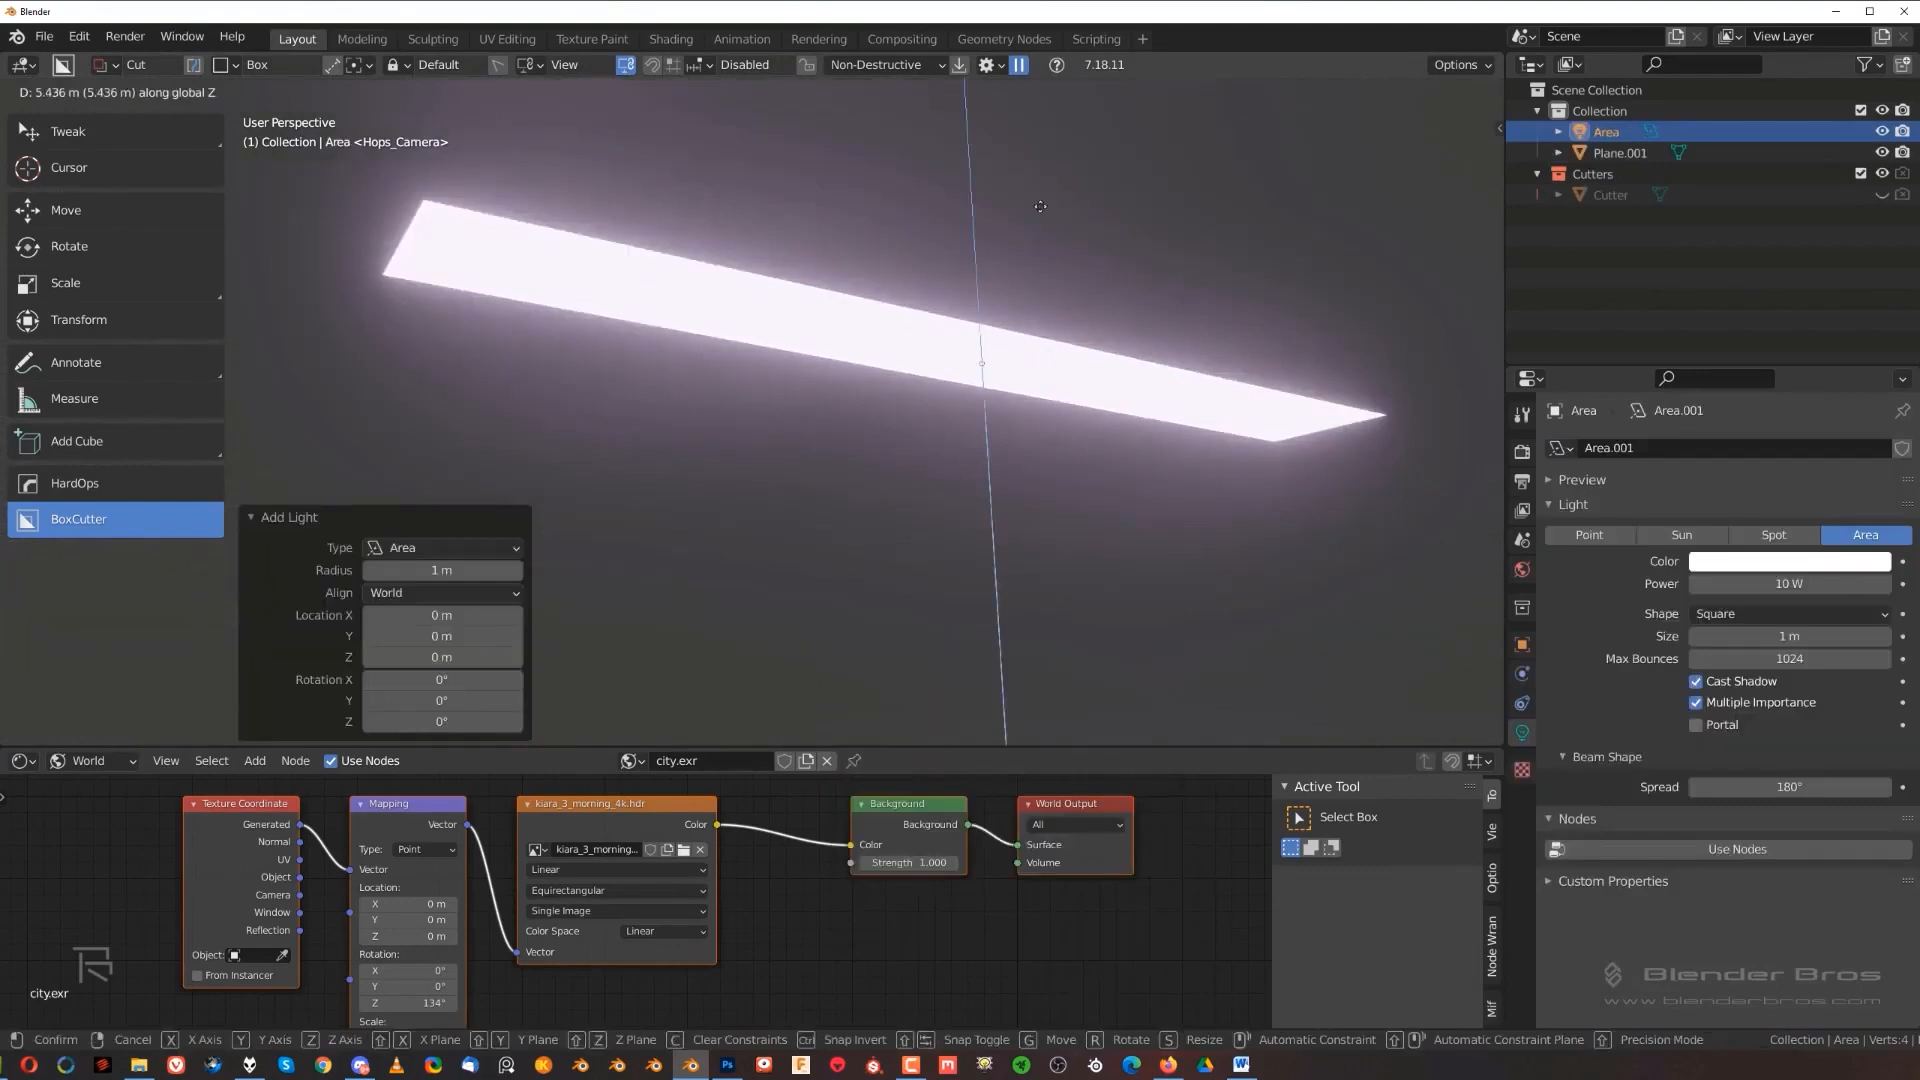 Blender
File Edit Render Window Help Layout Modeling Sculpting UV Editing Texture Paint Shading Animation Rendering Compositing Geometry Nodes Scripting + Scene View Layer
Cut Box Default View Disabled Non-Destructive 7.18.11 Options
D: 5.436 m (5.436 m) along global Z
User Perspective
(1) Collection | Area <Hops_Camera>
Tweak
Cursor
Move
Rotate
Scale
Transform
Annotate
Measure
Add Cube
HardOps
BoxCutter
Add Light
Type Area
Radius 1 m
Align World
Location X 0 m
Y 0 m
Z 0 m
Rotation X 0°
Y 0°
Z 0°
Scene Collection
Collection
Area
Plane.001
Cutters
Cutter
Area Area.001
Area.001
Preview
Light
Point Sun Spot Area
Color
Power 10 W
Shape Square
Size 1 m
Max Bounces 1024
Cast Shadow
Multiple Importance
Portal
Beam Shape
Spread 180°
Nodes
Use Nodes
Custom Properties
World View Select Add Node Use Nodes city.exr
Texture Coordinate
Generated
Normal
UV
Object
Camera
Window
Reflection
Object:
From Instancer
Mapping
Vector
Type: Point
Vector
Location:
X 0 m
Y 0 m
Z 0 m
Rotation:
X 0°
Y 0°
Z 134°
Scale:
kiara_3_morning_4k.hdr
Color
kiara_3_morning...
Linear
Equirectangular
Single Image
Color Space Linear
Vector
Background
Background
Color
Strength 1.000
World Output
All
Surface
Volume
Active Tool
Select Box
To
Vie
Optio
Node Wran
Mif
city.exr
Blender Bros
www.blenderbros.com
Confirm Cancel X X Axis Y Y Axis Z Z Axis X X Plane Y Y Plane Z Z Plane C Clear Constraints Ctrl Snap Invert Snap Toggle G Move R Rotate S Resize Automatic Constraint Automatic Constraint Plane Precision Mode Collection | Area | Verts:4 |